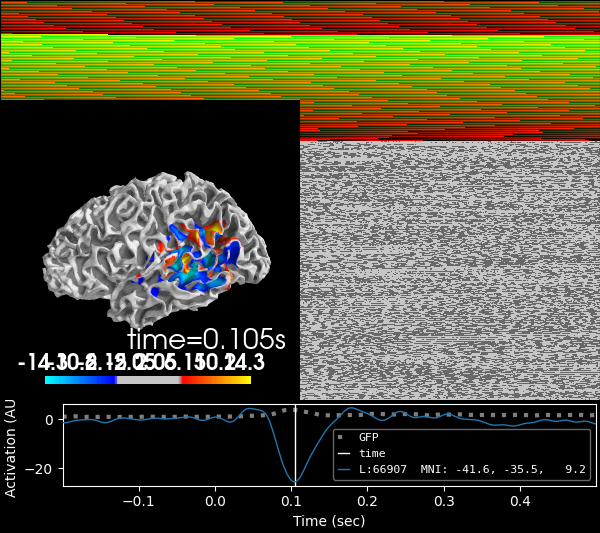 time=0.105s
Activation (AU
0
−20
GFP
time
L:66907 MNI: -41.6, -35.5, 9.2
−0.1
0.0
0.1
0.2
0.3
0.4
Time (sec)